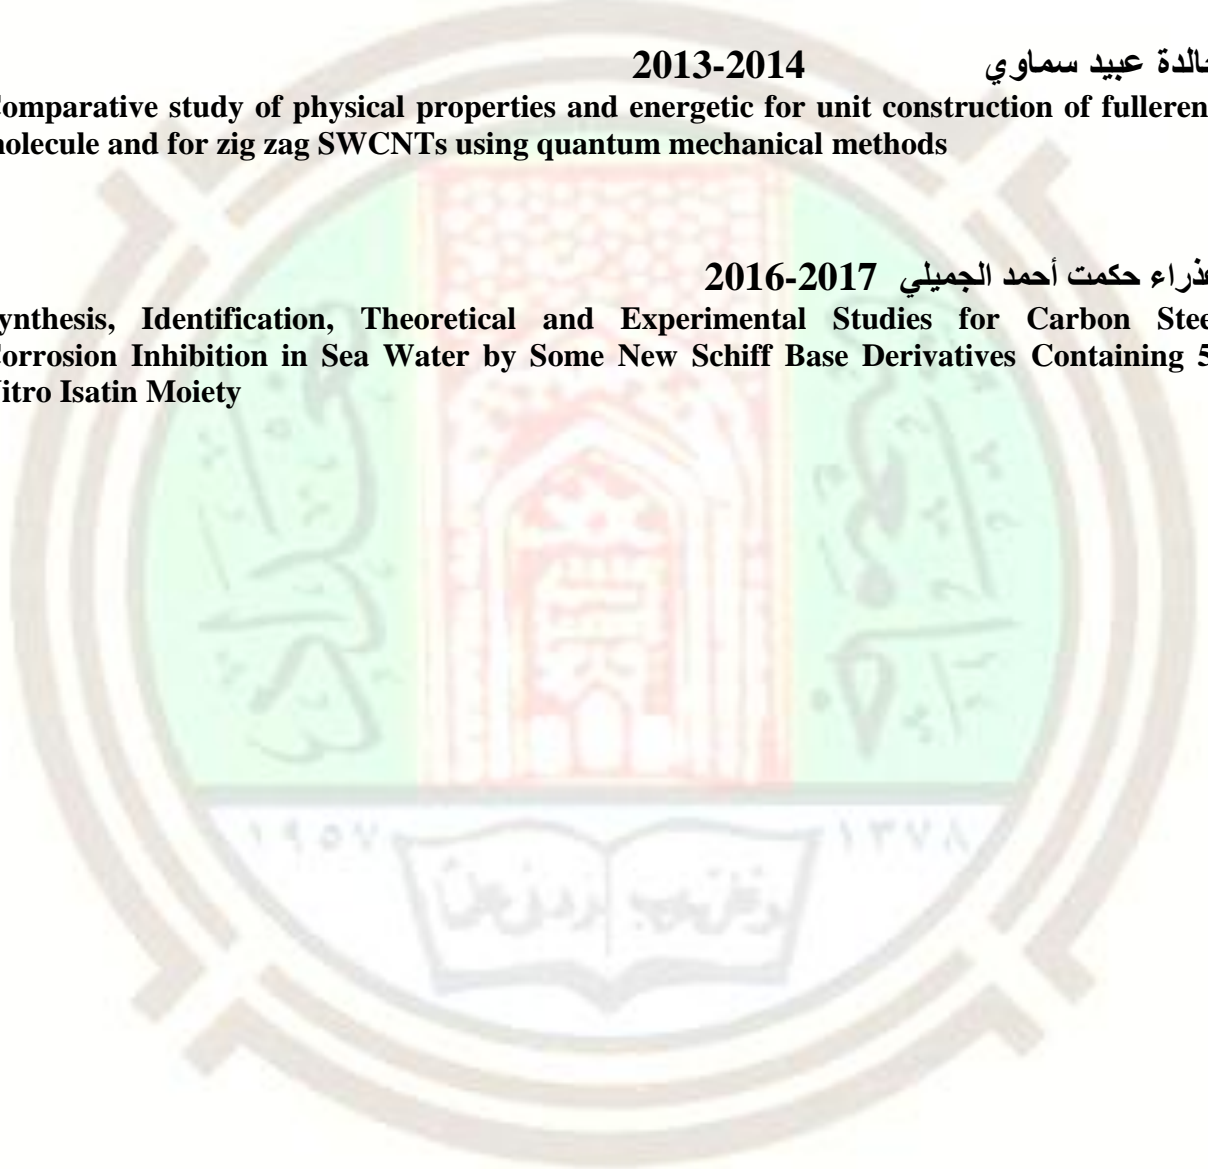 خالدة عبيد سماوي 2013-2014
Comparative study of physical properties and energetic for unit construction of fulleren
molecule and for zig zag SWCNTs using quantum mechanical methods
عذراء حكمت أحمد الجميلي 2016-2017
ynthesis, Identification, Theoretical and Experimental Studies for Carbon Stee
Corrosion Inhibition in Sea Water by Some New Schiff Base Derivatives Containing 5
Nitro Isatin Moiety
١٩٥٧ ١٣٧٨